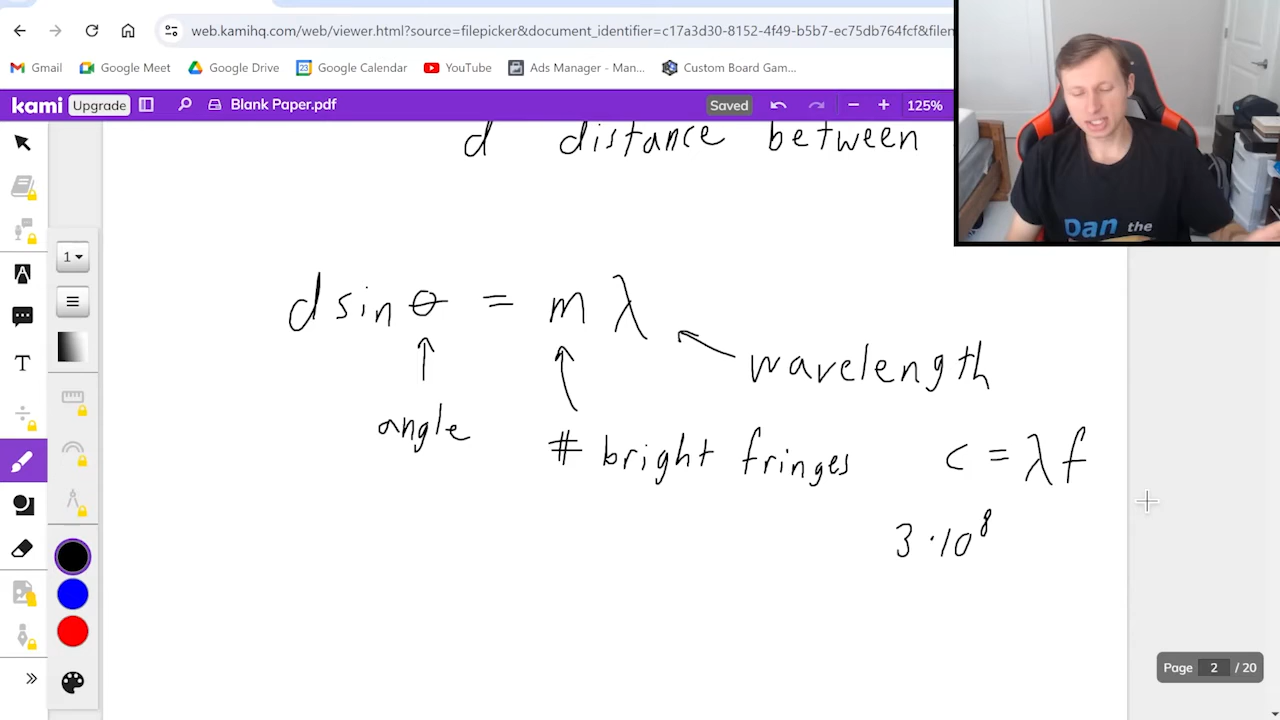 web.kamihq.com/web/viewer.html?source=filepicker&document_identifier=c17a3d30-8152-4f49-b5b7-ec75db764fcf&filen
Gmail Google Meet Google Drive 23 Google Calendar YouTube Ads Manager - Man... Custom Board Gam...
kami Upgrade Blank Paper.pdf Saved 125%
d distance between
Dan the
1
d sin θ = m λ
wavelength
angle
# bright fringes c = λ f
3 · 10⁸
Page 2 / 20